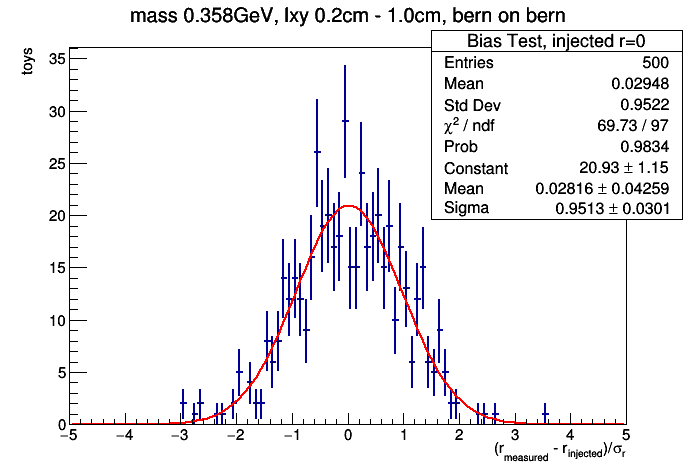 mass 0.358GeV, lxy 0.2cm - 1.0cm, bern on bern
toys
Bias Test, injected r=0
Entries 500
Mean 0.02948
Std Dev 0.9522
χ² / ndf 69.73 / 97
Prob 0.9834
Constant 20.93 ± 1.15
Mean 0.02816 ± 0.04259
Sigma 0.9513 ± 0.0301
35
30
25
20
15
10
5
0
−5 −4 −3 −2 −1 0 1 2 3 4 5
(r_measured - r_injected)/σ_r